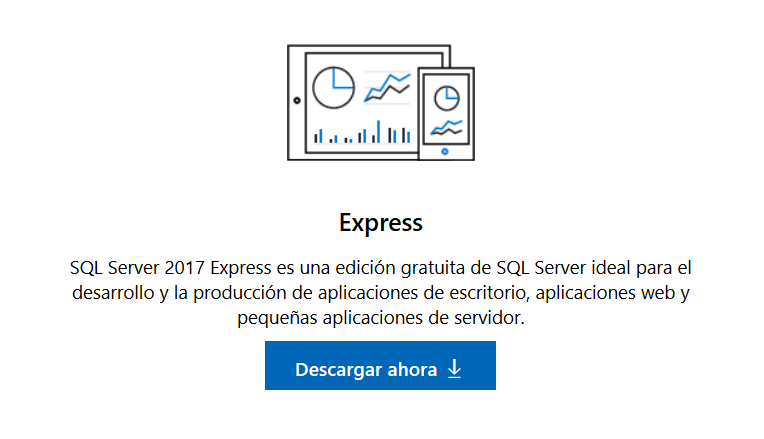 Express
SQL Server 2017 Express es una edición gratuita de SQL Server ideal para el
desarrollo y la producción de aplicaciones de escritorio, aplicaciones web y
pequeñas aplicaciones de servidor.
Descargar ahora